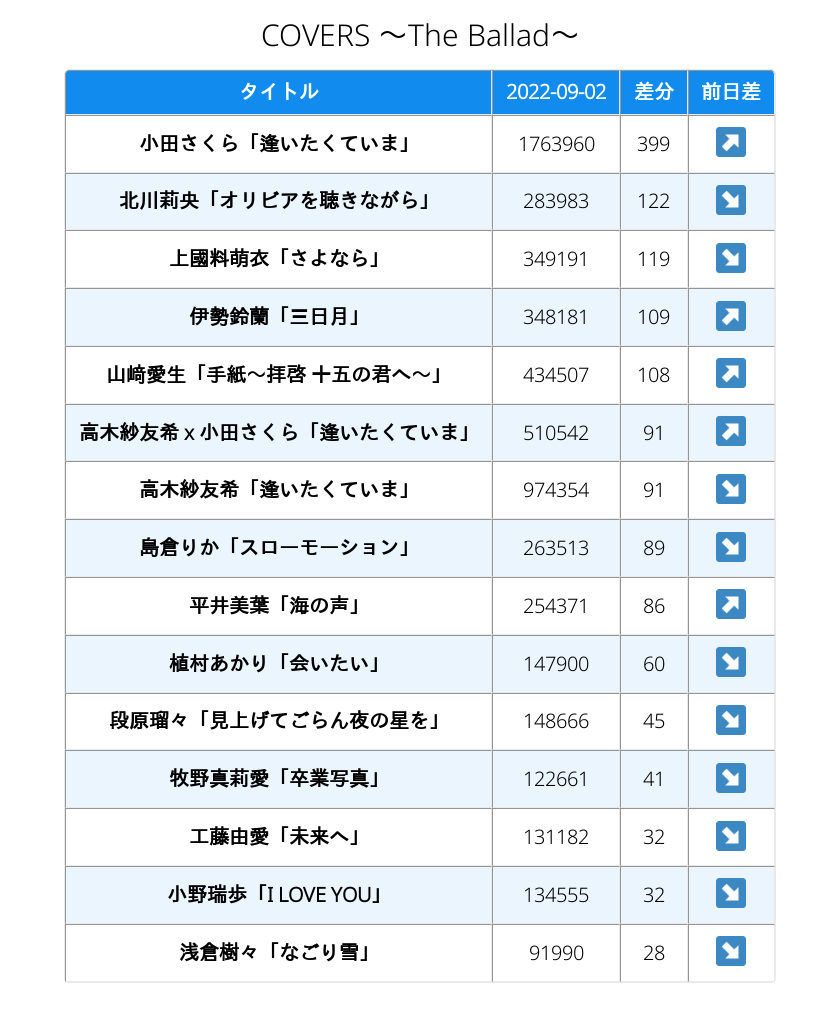 COVERS ～The Ballad～
タイトル 2022-09-02 差分 前日差
小田さくら「逢いたくていま」 1763960 399 ↗
北川莉央「オリビアを聴きながら」 283983 122 ↘
上國料萌衣「さよなら」 349191 119 ↘
伊勢鈴蘭「三日月」 348181 109 ↗
山﨑愛生「手紙～拝啓 十五の君へ～」 434507 108 ↗
高木紗友希 x 小田さくら「逢いたくていま」 510542 91 ↗
高木紗友希「逢いたくていま」 974354 91 ↘
島倉りか「スローモーション」 263513 89 ↘
平井美葉「海の声」 254371 86 ↗
植村あかり「会いたい」 147900 60 ↘
段原瑠々「見上げてごらん夜の星を」 148666 45 ↘
牧野真莉愛「卒業写真」 122661 41 ↘
工藤由愛「未来へ」 131182 32 ↘
小野瑞歩「I LOVE YOU」 134555 32 ↘
浅倉樹々「なごり雪」 91990 28 ↘